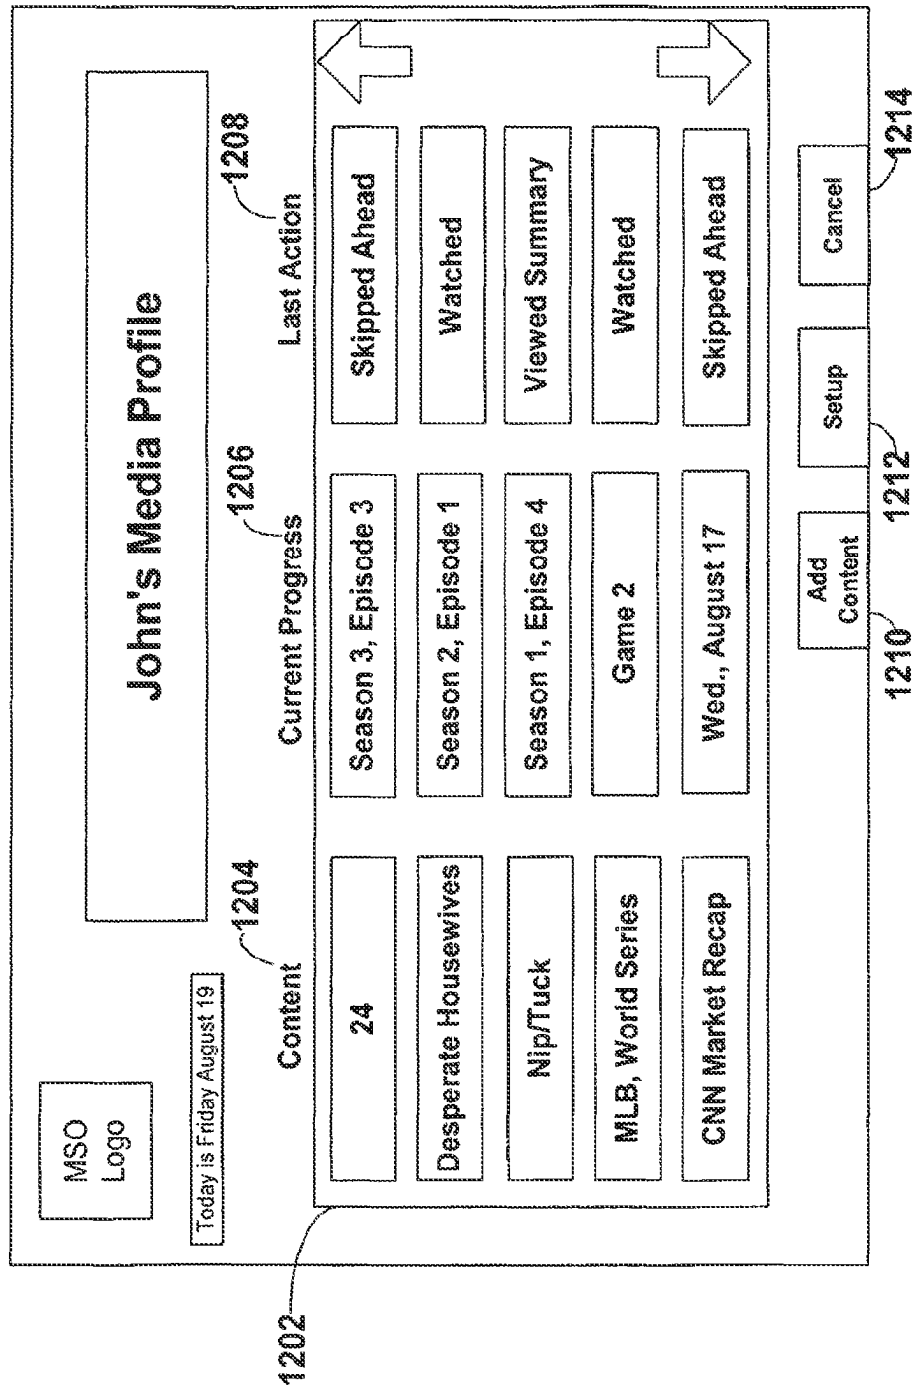 MSO
Logo
John's Media Profile
Today is Friday August 19
1204
1206
1208
Content
Current Progress
Last Action
1202
24
Season 3, Episode 3
Skipped Ahead
Desperate Housewives
Season 2, Episode 1
Watched
Nip/Tuck
Season 1, Episode 4
Viewed Summary
MLB, World Series
Game 2
Watched
CNN Market Recap
Wed., August 17
Skipped Ahead
Add
Content
Setup
Cancel
1210
1212
1214